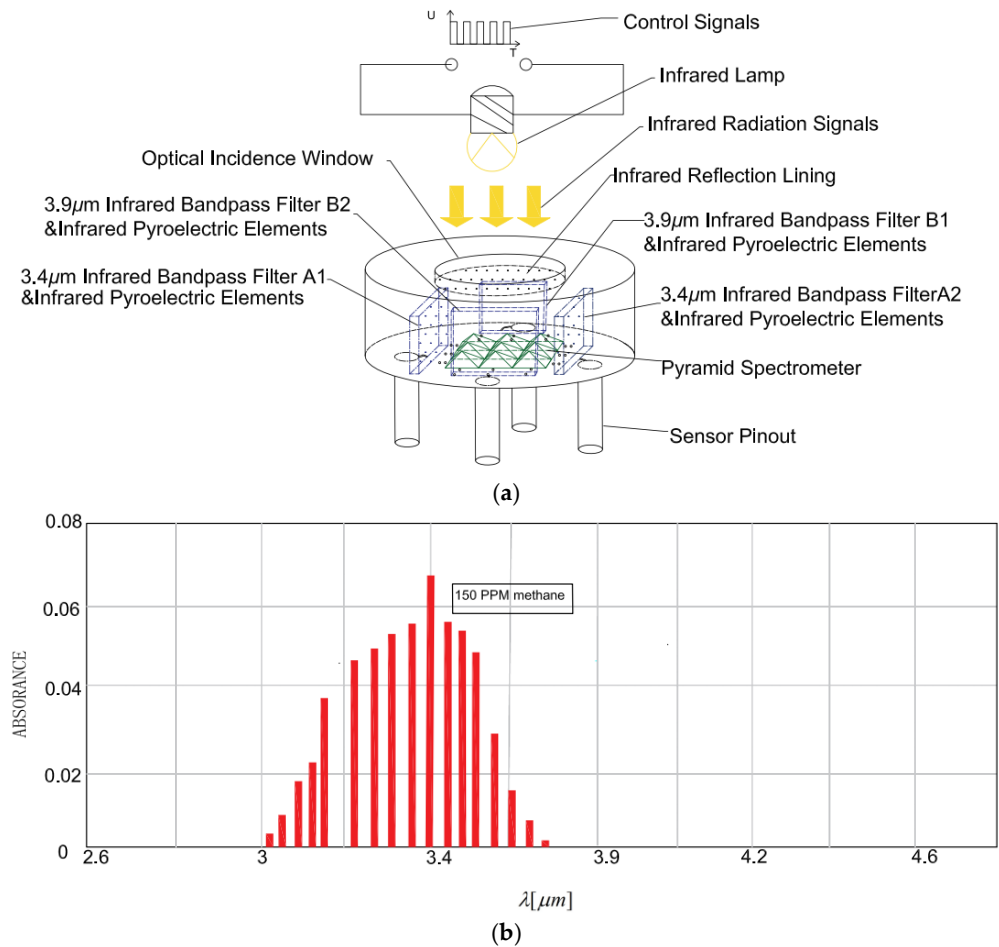 U
T
Control Signals
Infrared Lamp
Infrared Radiation Signals
Optical Incidence Window
Infrared Reflection Lining
3.9μm Infrared Bandpass Filter B2
&Infrared Pyroelectric Elements
3.9μm Infrared Bandpass Filter B1
&Infrared Pyroelectric Elements
3.4μm Infrared Bandpass Filter A1
&Infrared Pyroelectric Elements
3.4μm Infrared Bandpass FilterA2
&Infrared Pyroelectric Elements
Pyramid Spectrometer
Sensor Pinout
(a)
0.08
0.06
0.04
0.02
0
ABSORANCE
150 PPM methane
2.6 3 3.4 3.9 4.2 4.6
λ[μm]
(b)